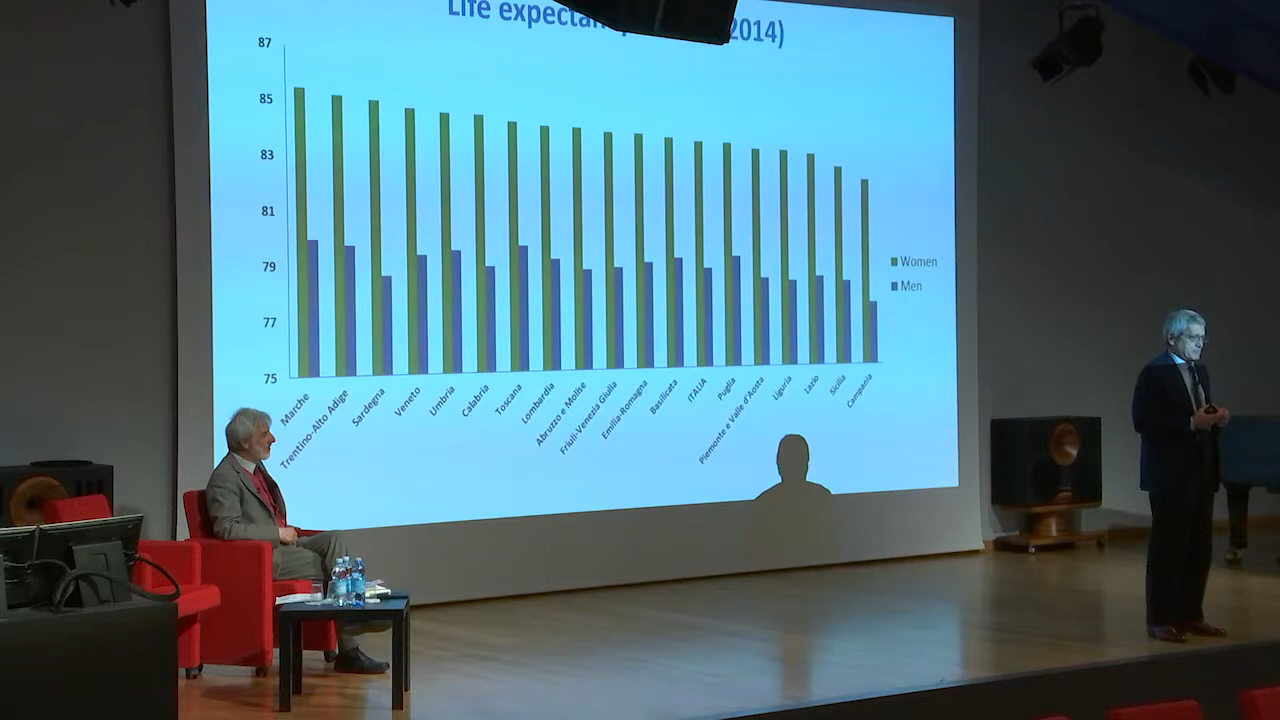 Life
2014)
87
85
83
81
79
77
75
Women
Men
Marche
Trentino-Alto Adige
Sardegna
Veneto
Umbria
Calabria
Toscana
Lombardia
Abruzzo e Molise
Friuli-Venezia Giulia
Emilia-Romagna
Basilicata
ITALIA
Puglia
Piemonte e Valle d'Aosta
Liguria
Lazio
Sicilia
Campania